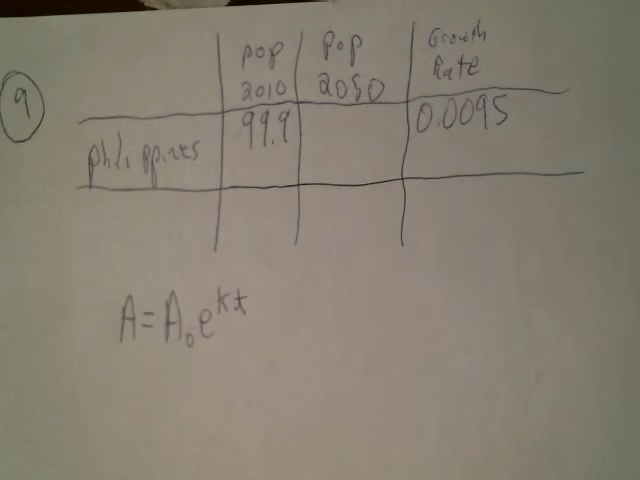 9
pop 2010
pop 2050
Growth Rate
Philippines
99.9
0.0095
A = A₀e^kt